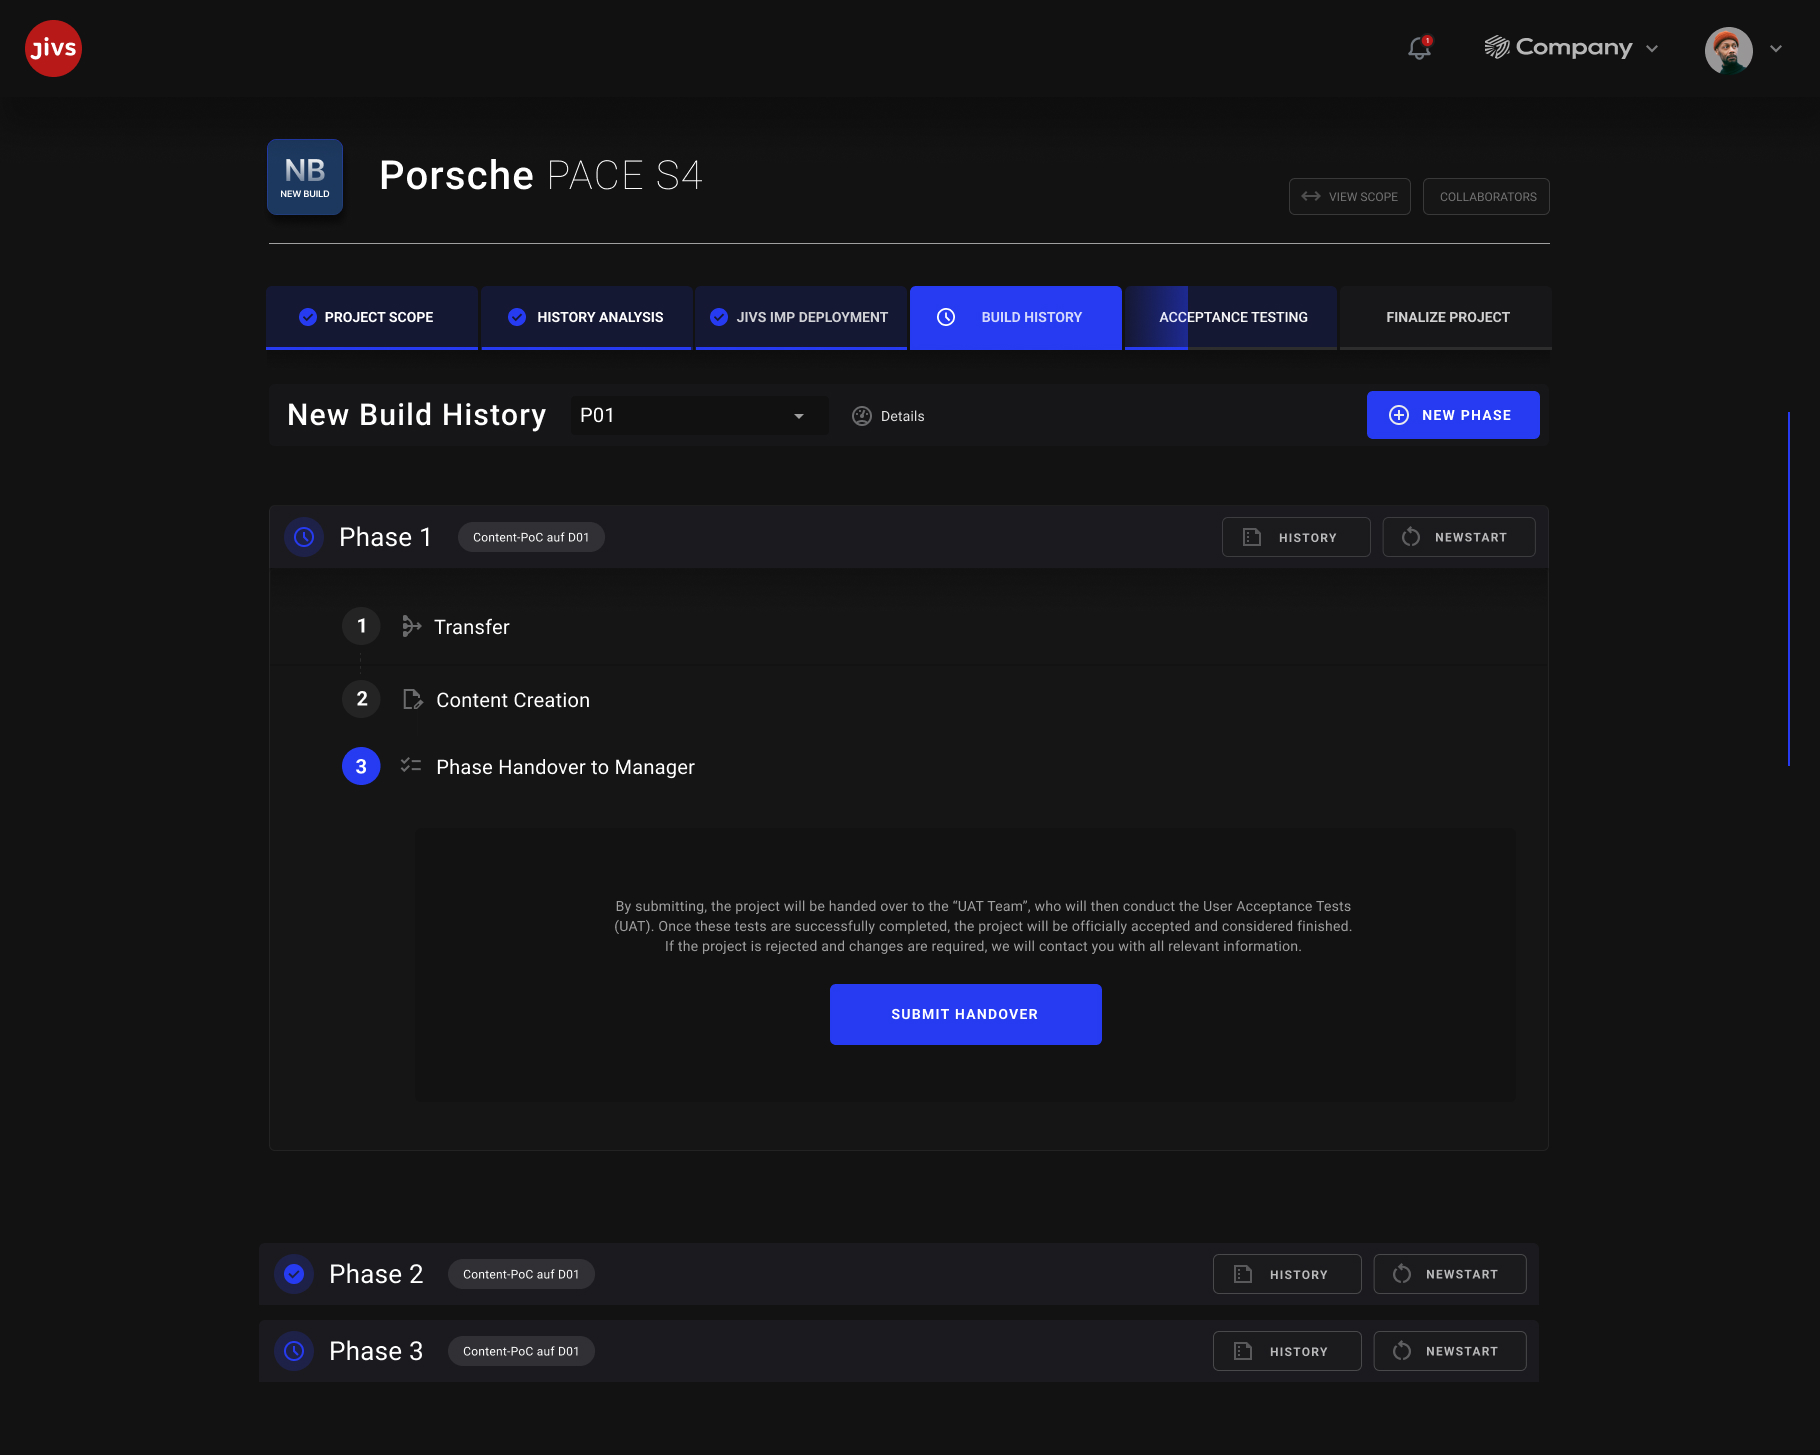 jivs
1
Company
NB
NEW BUILD
Porsche PACE S4
VIEW SCOPE
COLLABORATORS
PROJECT SCOPE
HISTORY ANALYSIS
JIVS IMP DEPLOYMENT
BUILD HISTORY
ACCEPTANCE TESTING
FINALIZE PROJECT
New Build History
P01
Details
NEW PHASE
Phase 1
Content-PoC auf D01
HISTORY
NEWSTART
1
Transfer
2
Content Creation
3
Phase Handover to Manager
By submitting, the project will be handed over to the “UAT Team”, who will then conduct the User Acceptance Tests
(UAT). Once these tests are successfully completed, the project will be officially accepted and considered finished.
If the project is rejected and changes are required, we will contact you with all relevant information.
SUBMIT HANDOVER
Phase 2
Content-PoC auf D01
HISTORY
NEWSTART
Phase 3
Content-PoC auf D01
HISTORY
NEWSTART